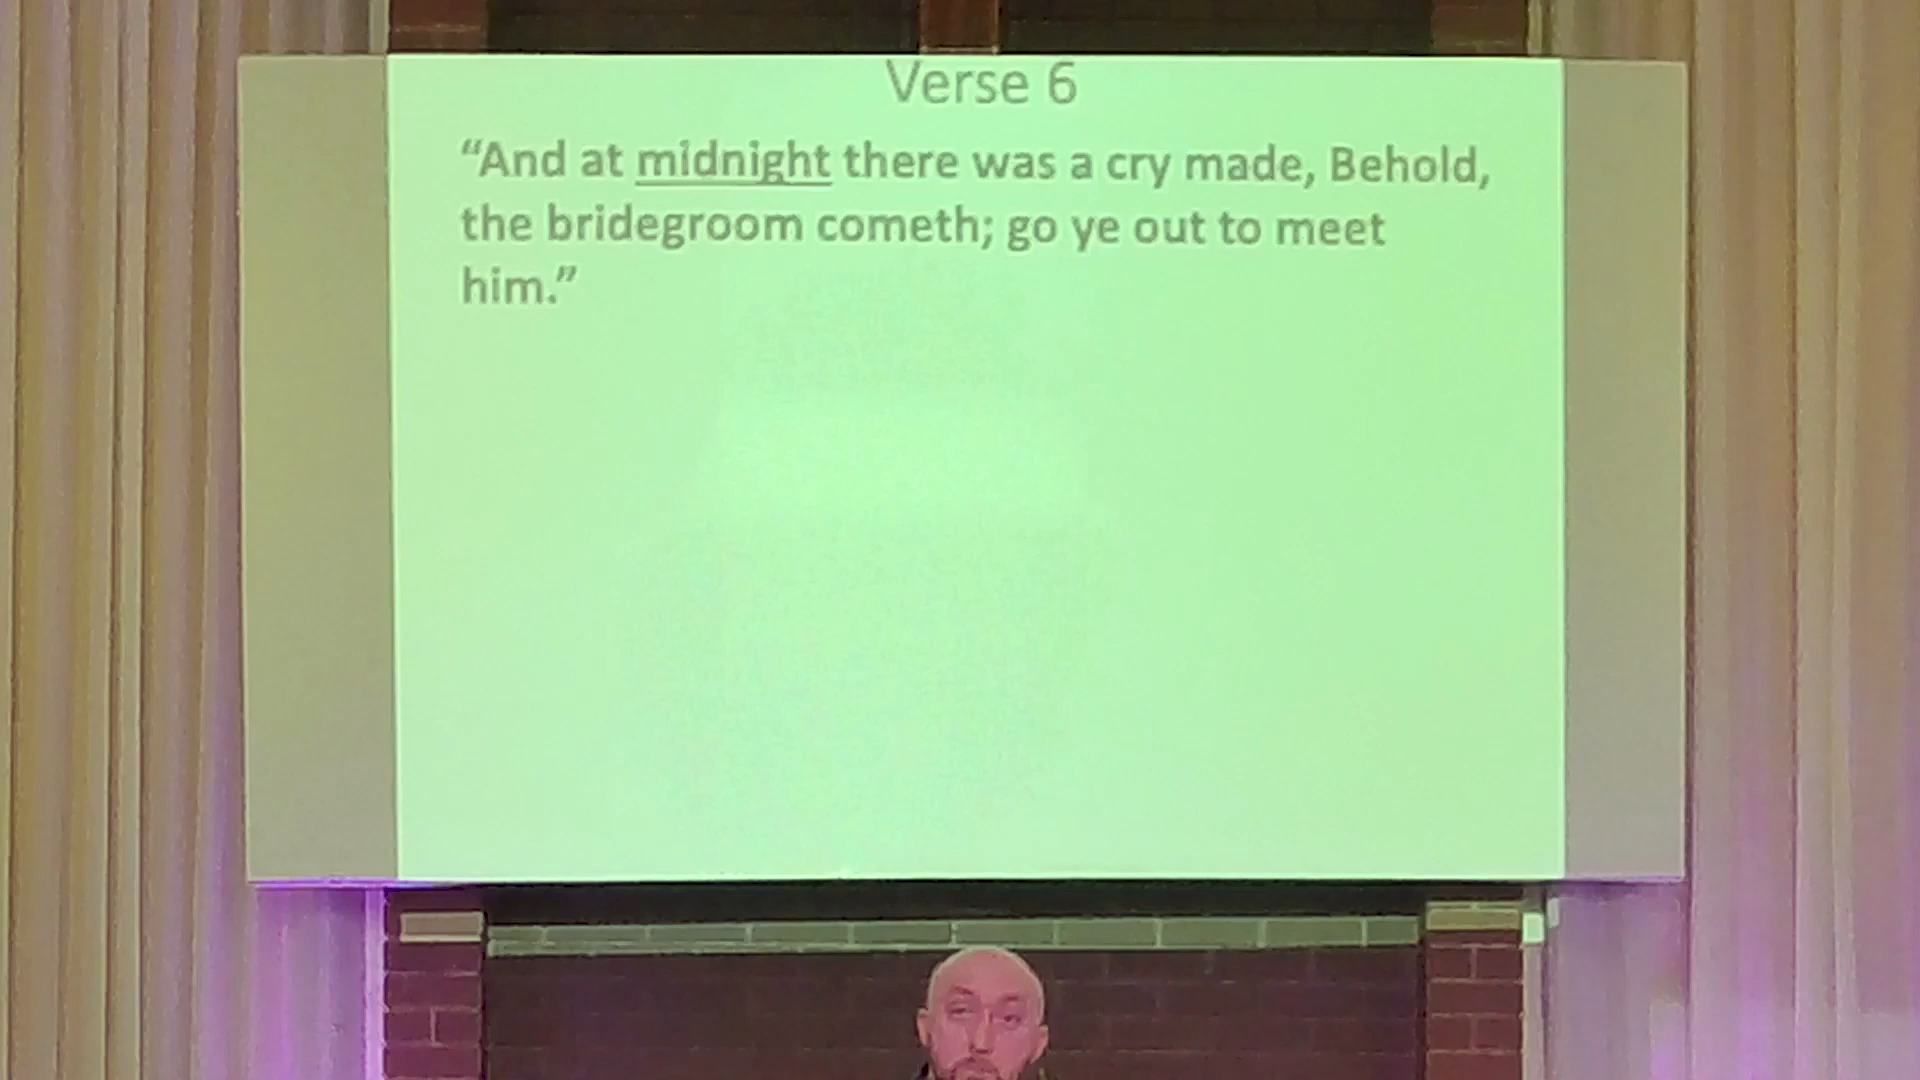 Verse 6
“And at midnight there was a cry made, Behold,
the bridegroom cometh; go ye out to meet
him.”